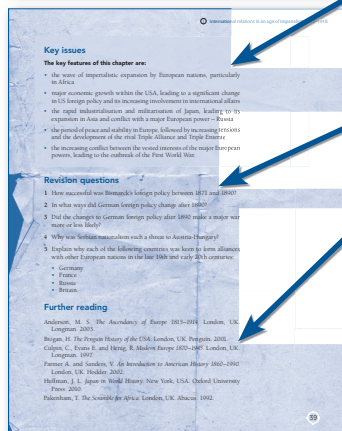 1 International relations in an age of imperialism
Key issues
The key features of this chapter are:
• the wave of imperialistic expansion by European nations, particularly
in Africa
• major economic growth within the USA, leading to a significant change
in US foreign policy and its increasing involvement in international affairs
• the rapid industrialisation and militarisation of Japan, leading to its
expansion in Asia and conflict with a major European power – Russia
• the period of peace and stability in Europe, followed by increasing tensions
and the development of the rival Triple Alliance and Triple Entente
• the increasing conflict between the vested interests of the major European
powers, leading to the outbreak of the First World War.
Revision questions
1 How successful was Bismarck's foreign policy between 1871 and 1890?
2 In what ways did German foreign policy change after 1890?
3 Did the changes to German foreign policy after 1890 make a major war
more or less likely?
4 Why was Serbian nationalism such a threat to Austria-Hungary?
5 Explain why each of the following countries was keen to form alliances
with other European nations in the late 19th and early 20th centuries:
• Germany
• France
• Russia
• Britain
Further reading
Anderson, M. S. The Ascendancy of Europe 1815–1914. London, UK.
Longman. 2003.
Brogan, H. The Penguin History of the USA. London, UK. Penguin. 2001.
Culpin, C., Evans E. and Henig, R. Modern Europe 1870–1945. London, UK.
Longman. 1997.
Farmer A. and Sanders, V. An Introduction to American History 1860–1990.
London, UK. Hodder. 2002.
Hoffman, J. L. Japan in World History. New York, USA. Oxford University
Press. 2010.
Pakenham, T. The Scramble for Africa. London, UK. Abacus. 1992.
39